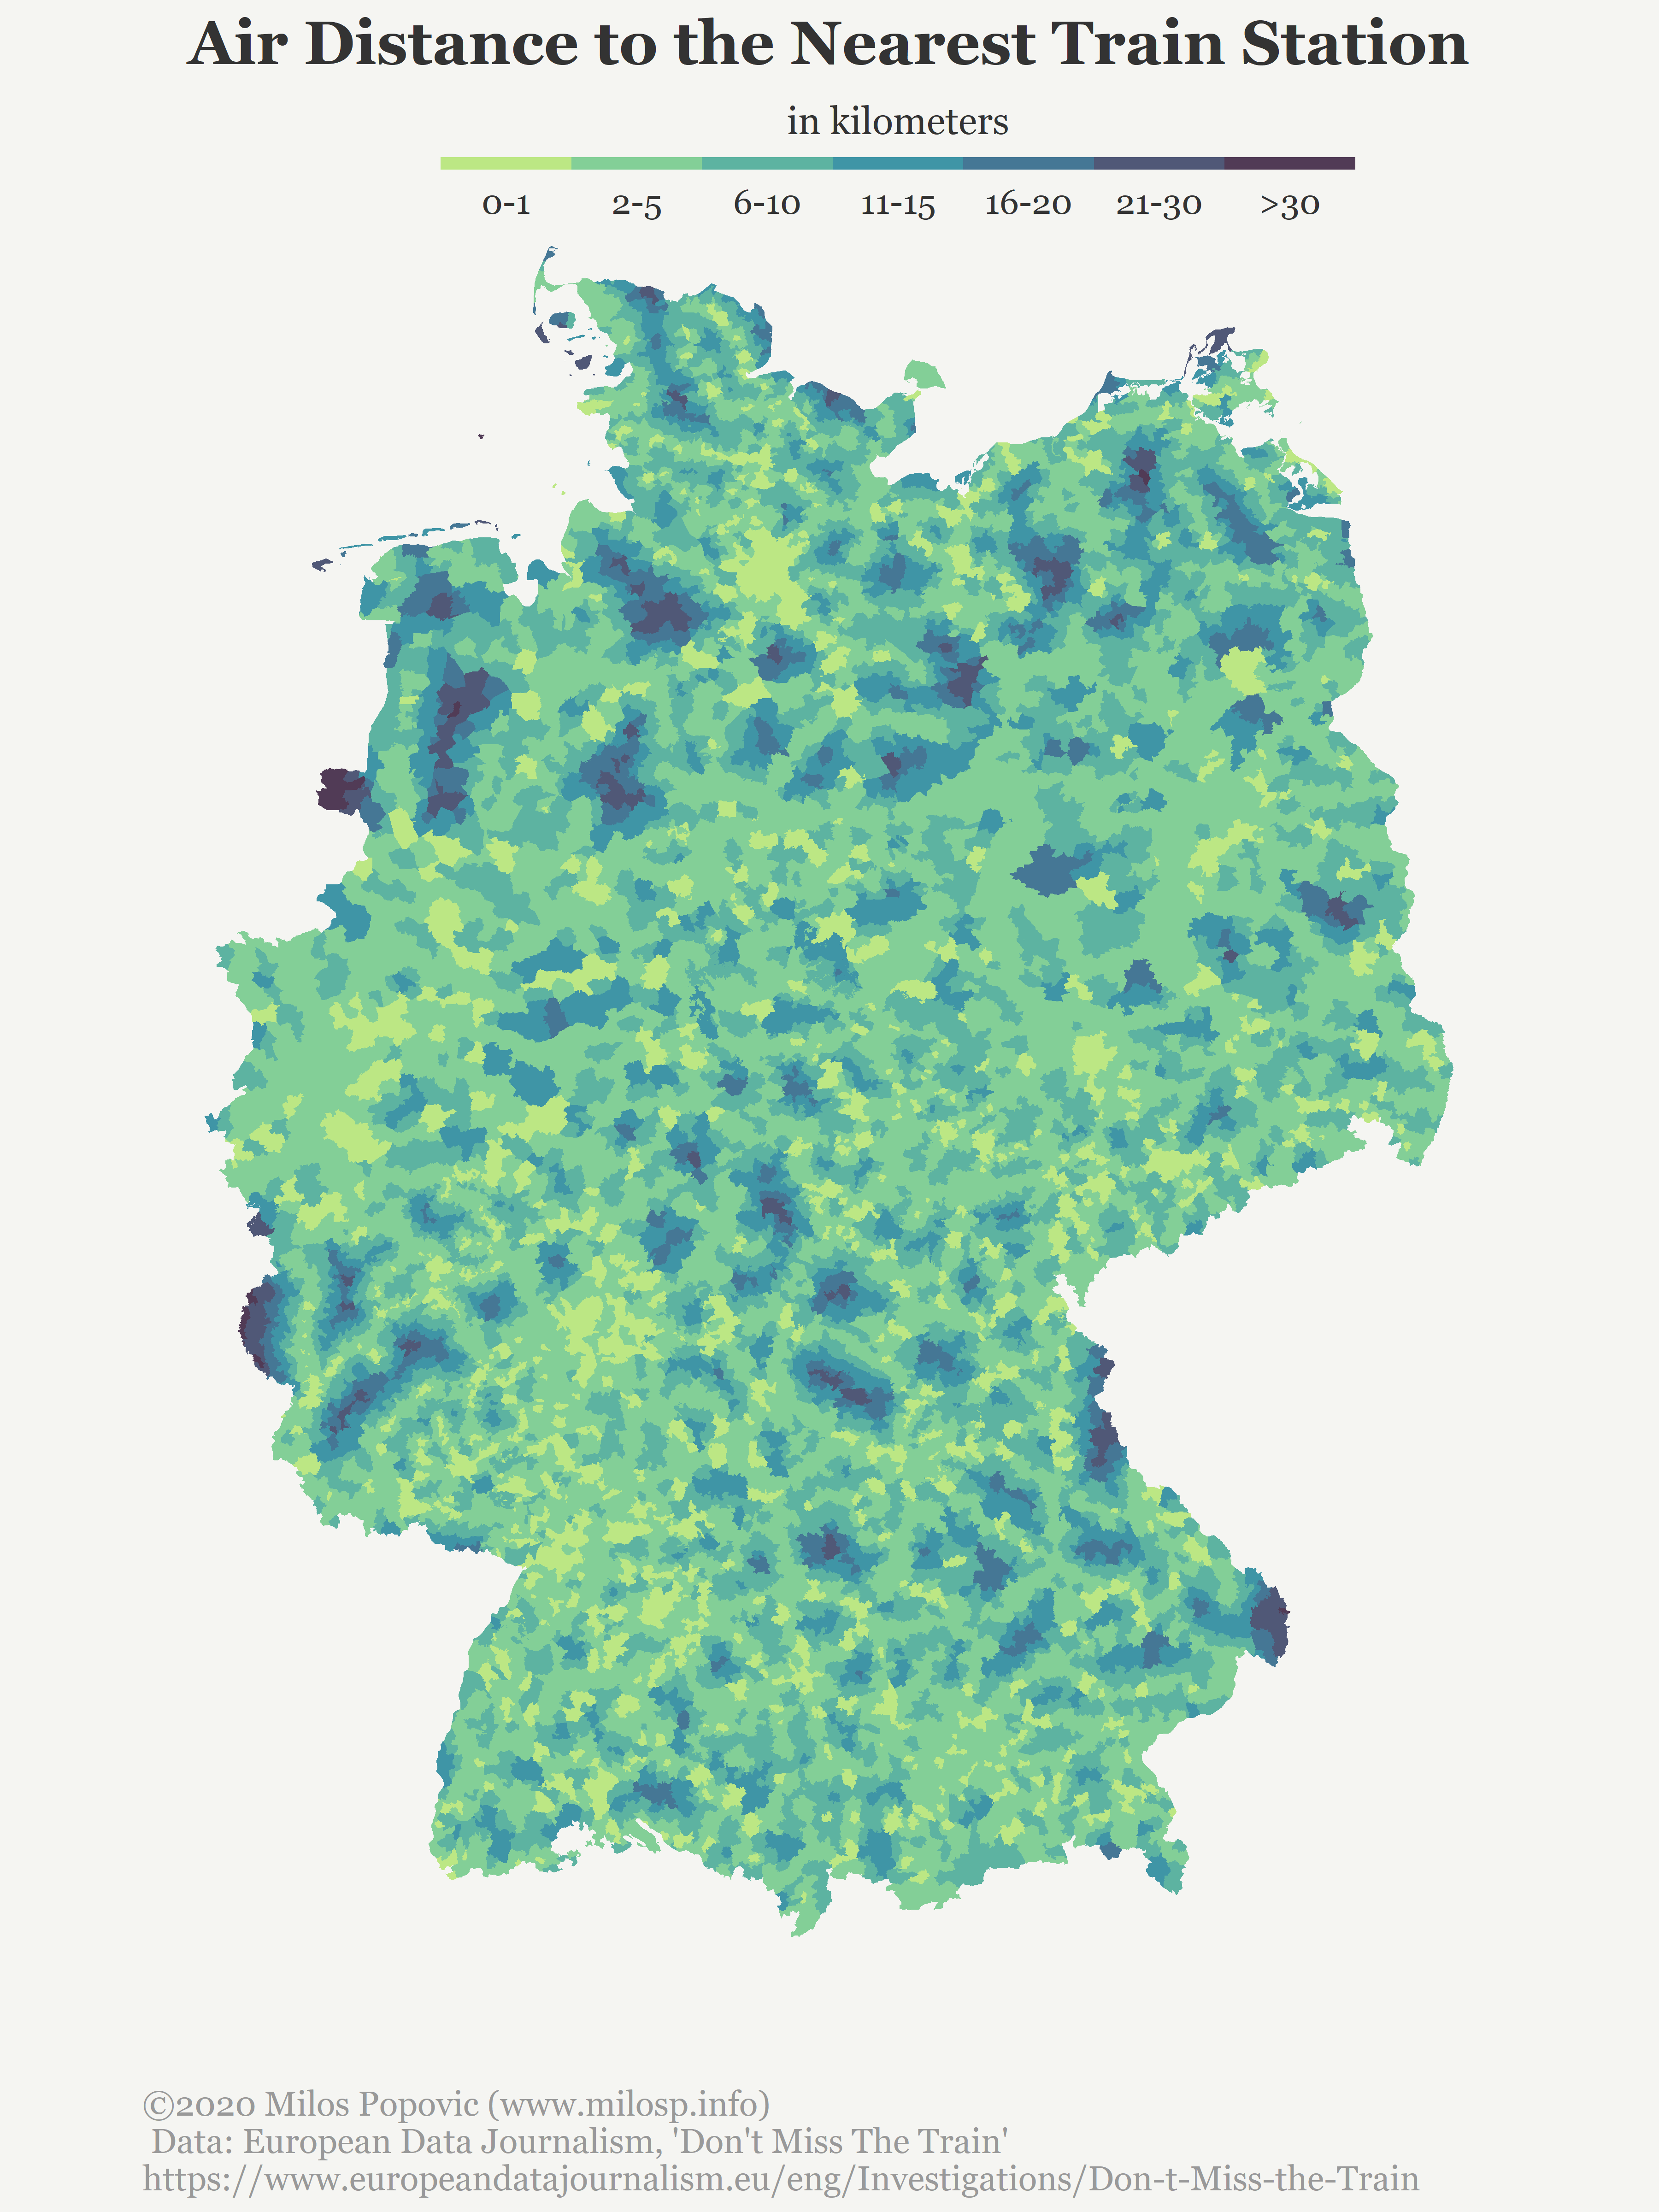 Air Distance to the Nearest Train Station
in kilometers
0-1 2-5 6-10 11-15 16-20 21-30 >30
©2020 Milos Popovic (www.milosp.info)
Data: European Data Journalism, 'Don't Miss The Train'
https://www.europeandatajournalism.eu/eng/Investigations/Don-t-Miss-the-Train